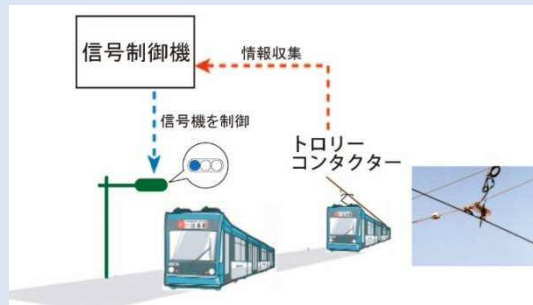 信号制御機
情報収集
信号機を制御
トロリー
コンタクター